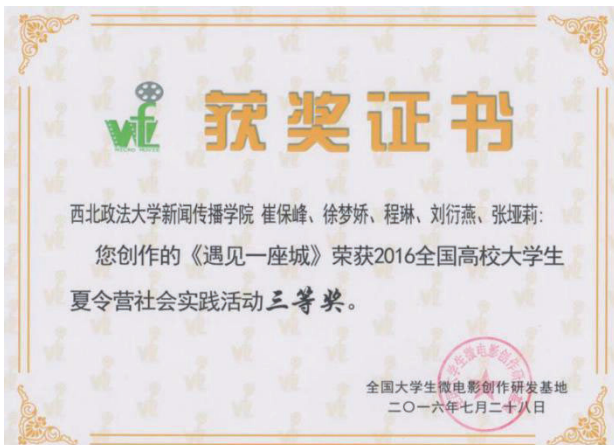 获奖证书
西北政法大学新闻传播学院 崔保峰、徐梦娇、程琳、刘衍燕、张垭莉:
您创作的《遇见一座城》荣获2016全国高校大学生
夏令营社会实践活动三等奖。
全国大学生微电影创作研发基地
二〇一六年七月二十八日